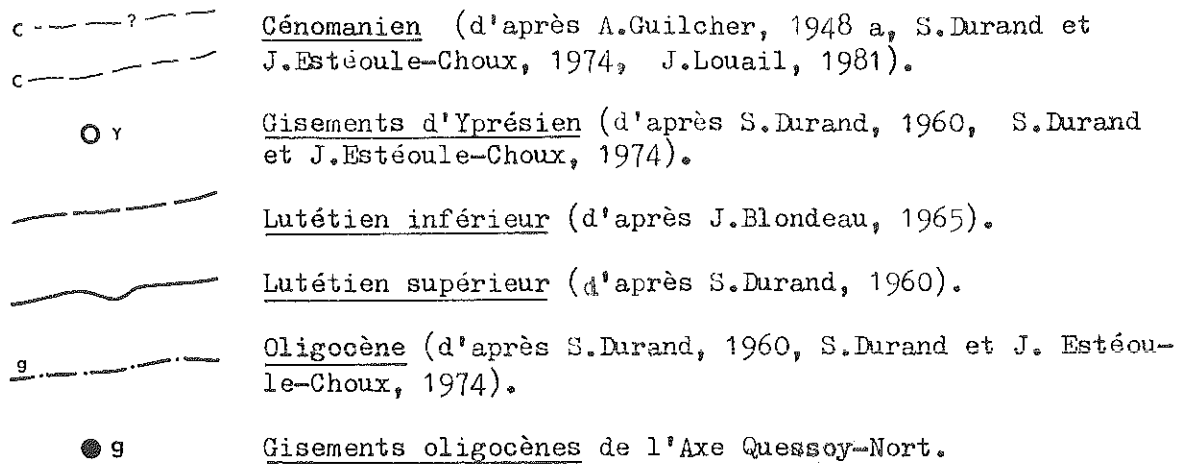 C ? Cénomanien (d'après A.Guilcher, 1948 a, S.Durand et
C J.Estéoule-Choux, 1974, J.Louail, 1981).
Y Gisements d'Yprésien (d'après S.Durand, 1960, S.Durand
et J.Estéoule-Choux, 1974).
Lutétien inférieur (d'après J.Blondeau, 1965).
Lutétien supérieur (d'après S.Durand, 1960).
g Oligocène (d'après S.Durand, 1960, S.Durand et J. Estéou-
le-Choux, 1974).
g Gisements oligocènes de l'Axe Quessoy-Nort.